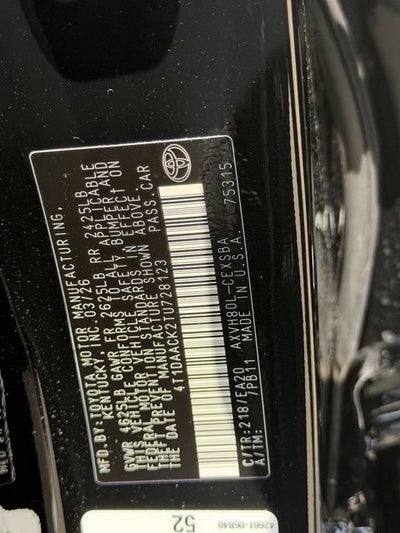 MFD.BY: TOYOTA MOTOR MANUFACTURING,
KENTUCKY, INC. 03/26
GVWR 4625LB GAWR FR 2625LB RR 2425LB
THIS VEHICLE CONFORMS TO ALL APPLICABLE
FEDERAL MOTOR VEHICLE SAFETY BUMPER AND
THEFT PREVENTION STANDARDS IN EFFECT ON
THE DATE OF MANUFACTURE SHOWN ABOVE.
4T1DAACK2TU728123 PASS.CAR
C/TR:218/EA20 AXVH80L-CEXSBA
A/TM: 7PB11 MADE IN U.S.A. 75315
52
42661-06B40